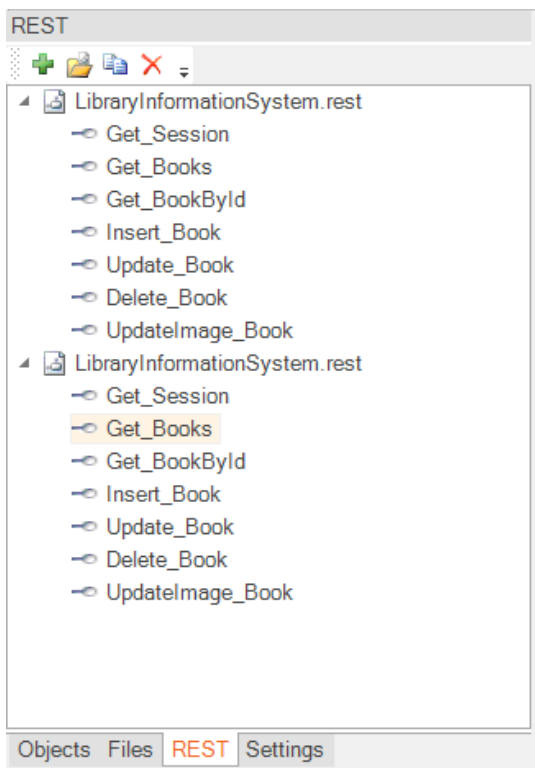 REST
LibraryInformationSystem.rest
Get_Session
Get_Books
Get_BookById
Insert_Book
Update_Book
Delete_Book
UpdateImage_Book
LibraryInformationSystem.rest
Get_Session
Get_Books
Get_BookById
Insert_Book
Update_Book
Delete_Book
UpdateImage_Book
Objects Files REST Settings